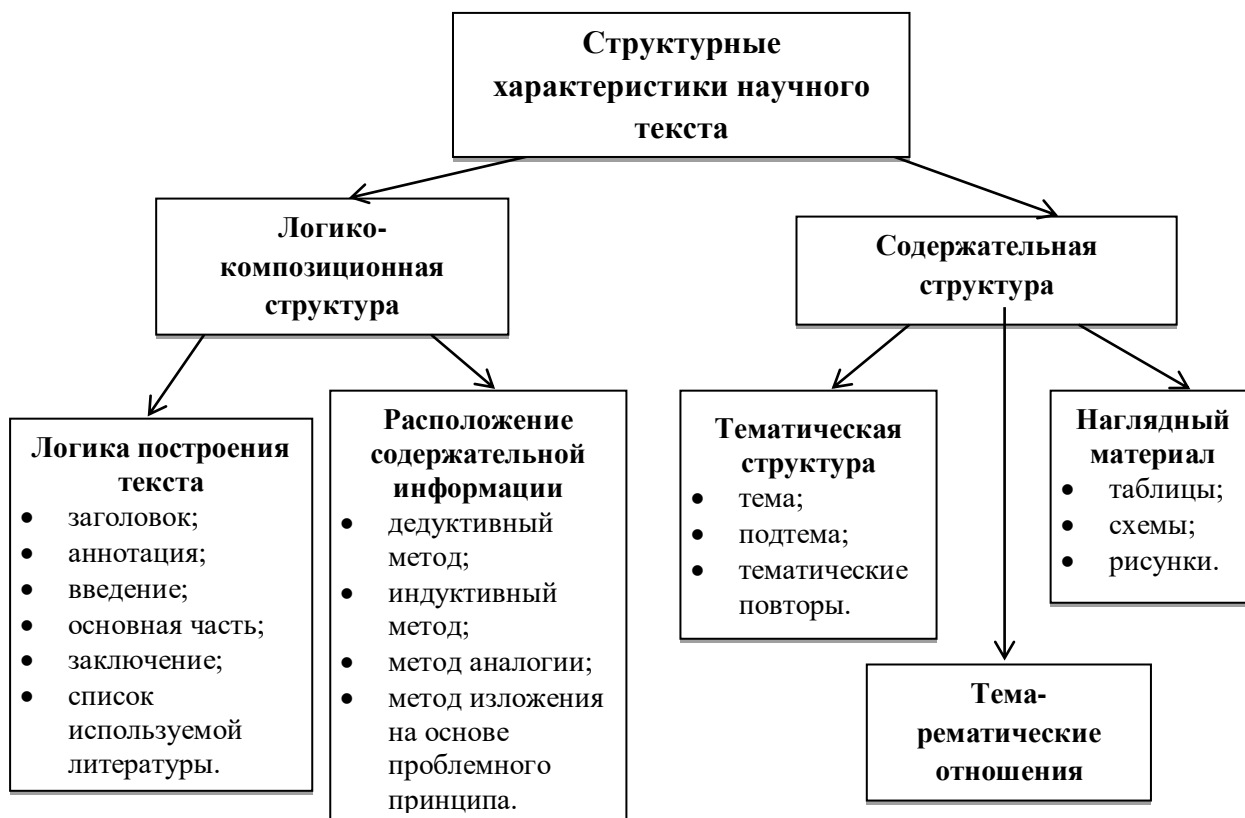 Структурные
характеристики научного
текста
Логико-
композиционная
структура
Содержательная
структура
Логика построения
текста
• заголовок;
• аннотация;
• введение;
• основная часть;
• заключение;
• список
используемой
литературы.
Расположение
содержательной
информации
• дедуктивный
метод;
• индуктивный
метод;
• метод аналогии;
• метод изложения
на основе
проблемного
принципа.
Тематическая
структура
• тема;
• подтема;
• тематические
повторы.
Наглядный
материал
• таблицы;
• схемы;
• рисунки.
Тема-
рематические
отношения